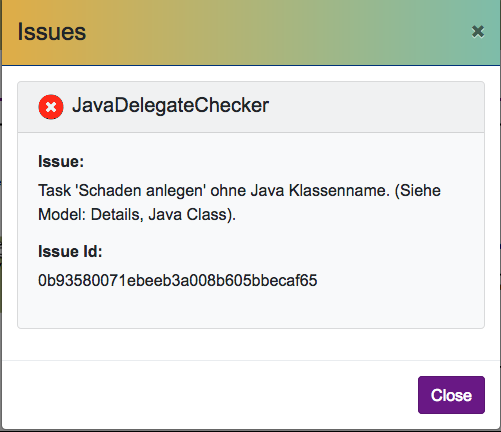 Issues
JavaDelegateChecker
Issue:
Task 'Schaden anlegen' ohne Java Klassenname. (Siehe
Model: Details, Java Class).
Issue Id:
0b93580071ebeeb3a008b605bbecaf65
Close